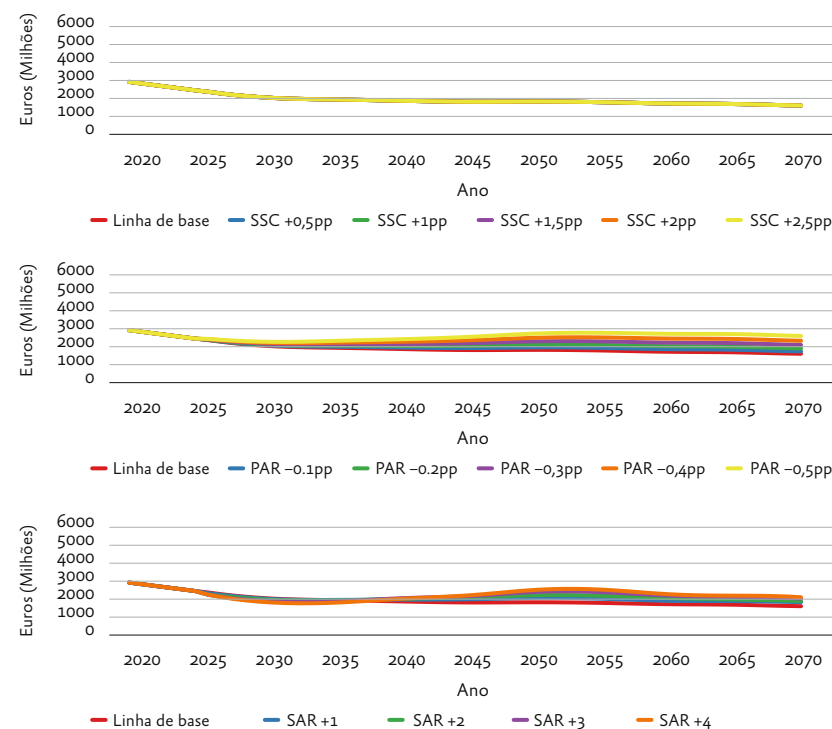 Euros (Milhões)
6000
5000
4000
3000
2000
1000
0
2020 2025 2030 2035 2040 2045 2050 2055 2060 2065 2070
Ano
Linha de base SSC +0,5pp SSC +1pp SSC +1,5pp SSC +2pp SSC +2,5pp
Euros (Milhões)
6000
5000
4000
3000
2000
1000
0
2020 2025 2030 2035 2040 2045 2050 2055 2060 2065 2070
Ano
Linha de base PAR –0.1pp PAR –0.2pp PAR –0,3pp PAR –0,4pp PAR –0,5pp
Euros (Milhões)
6000
5000
4000
3000
2000
1000
0
2020 2025 2030 2035 2040 2045 2050 2055 2060 2065 2070
Ano
Linha de base SAR +1 SAR +2 SAR +3 SAR +4